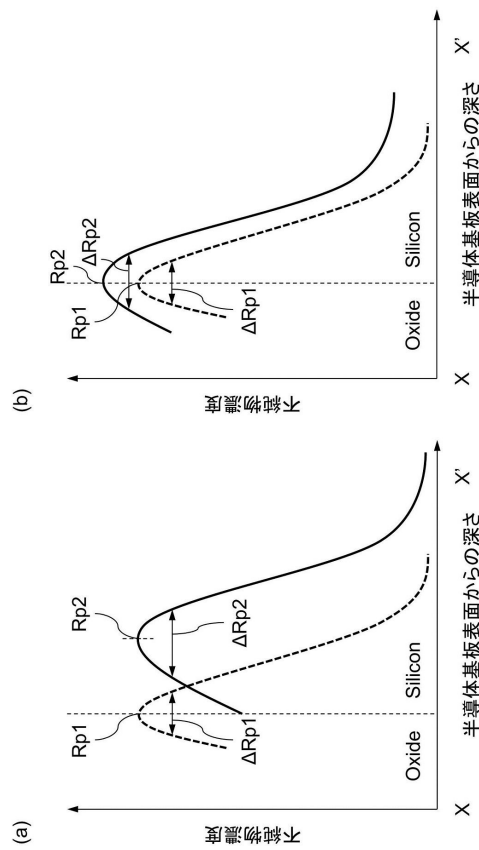 (a)
不純物濃度
Rp1
Rp2
ΔRp1
ΔRp2
Oxide
Silicon
X
X'
半導体基板表面からの深さ
(b)
不純物濃度
Rp1
Rp2
ΔRp2
ΔRp1
Oxide
Silicon
X
X'
半導体基板表面からの深さ